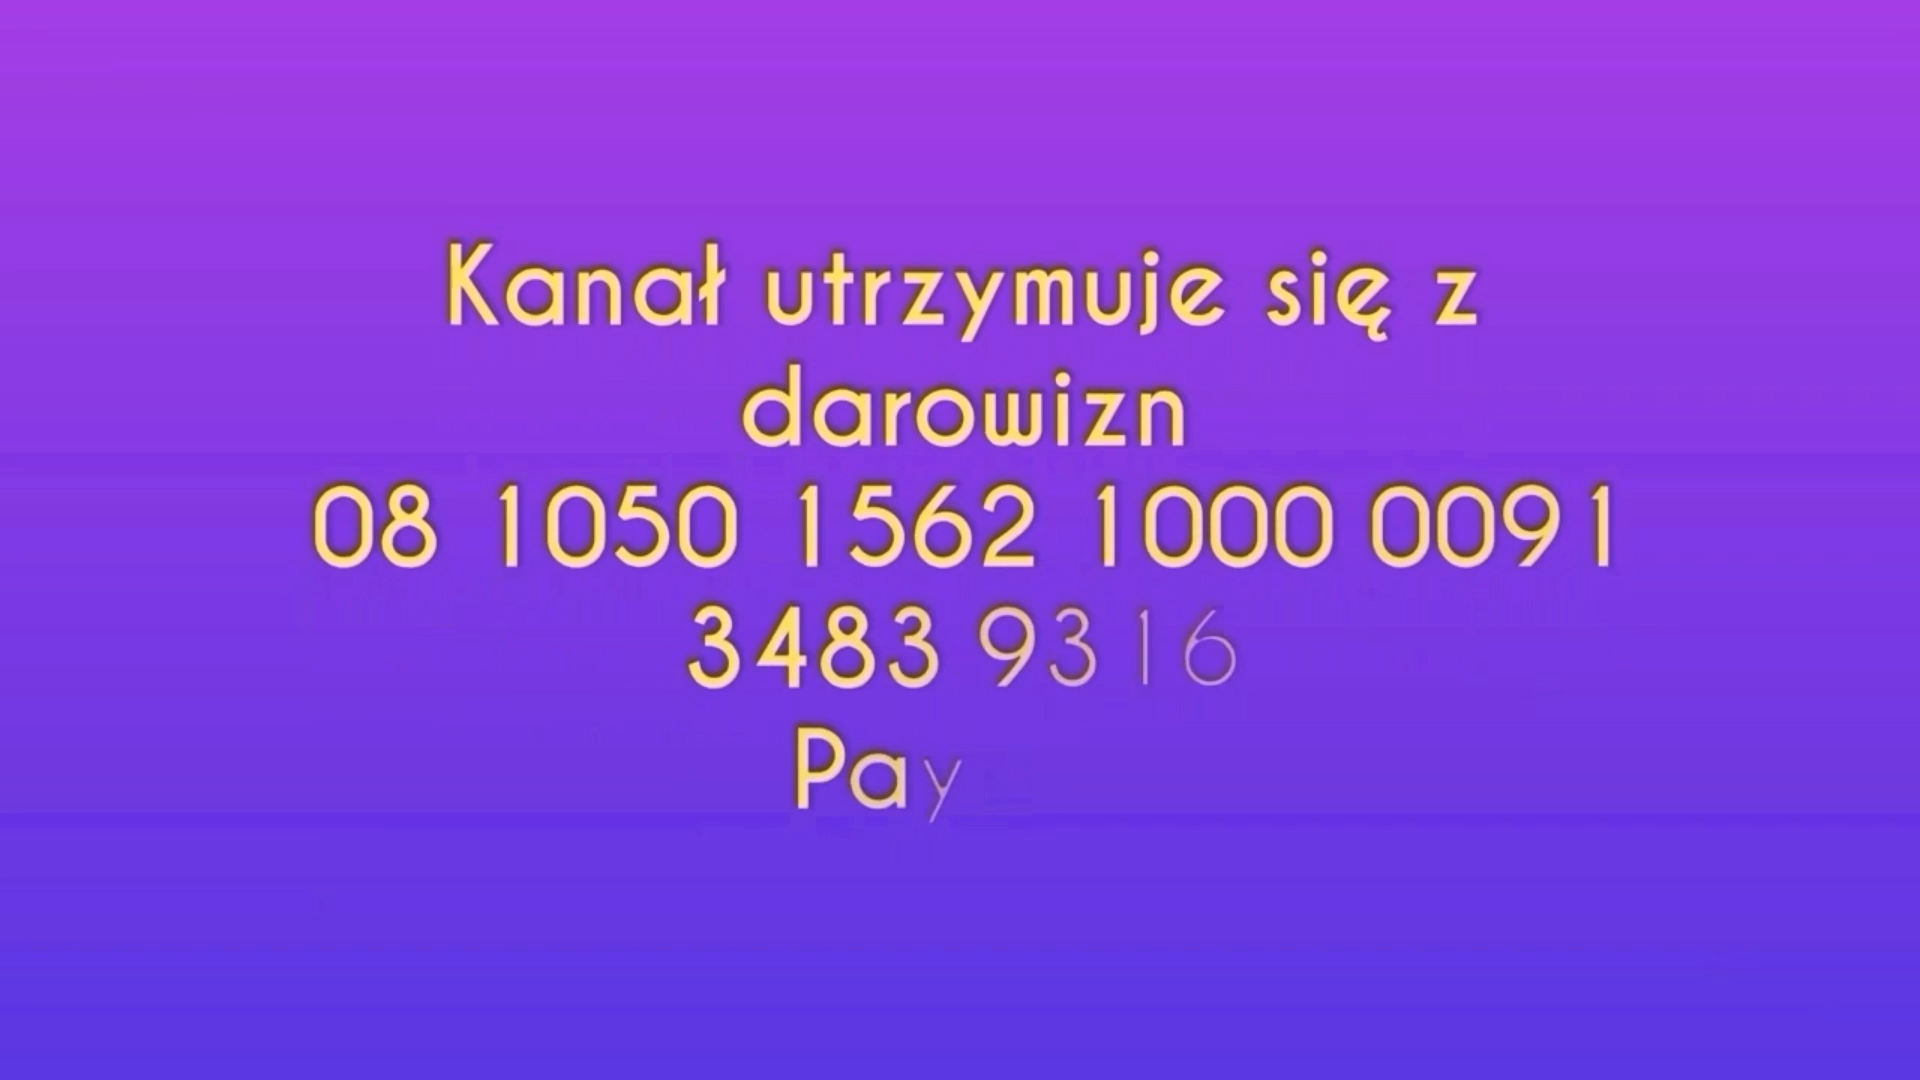 Kanał utrzymuje się z
darowizn
08 1050 1562 1000 0091
3483 9316
Pay